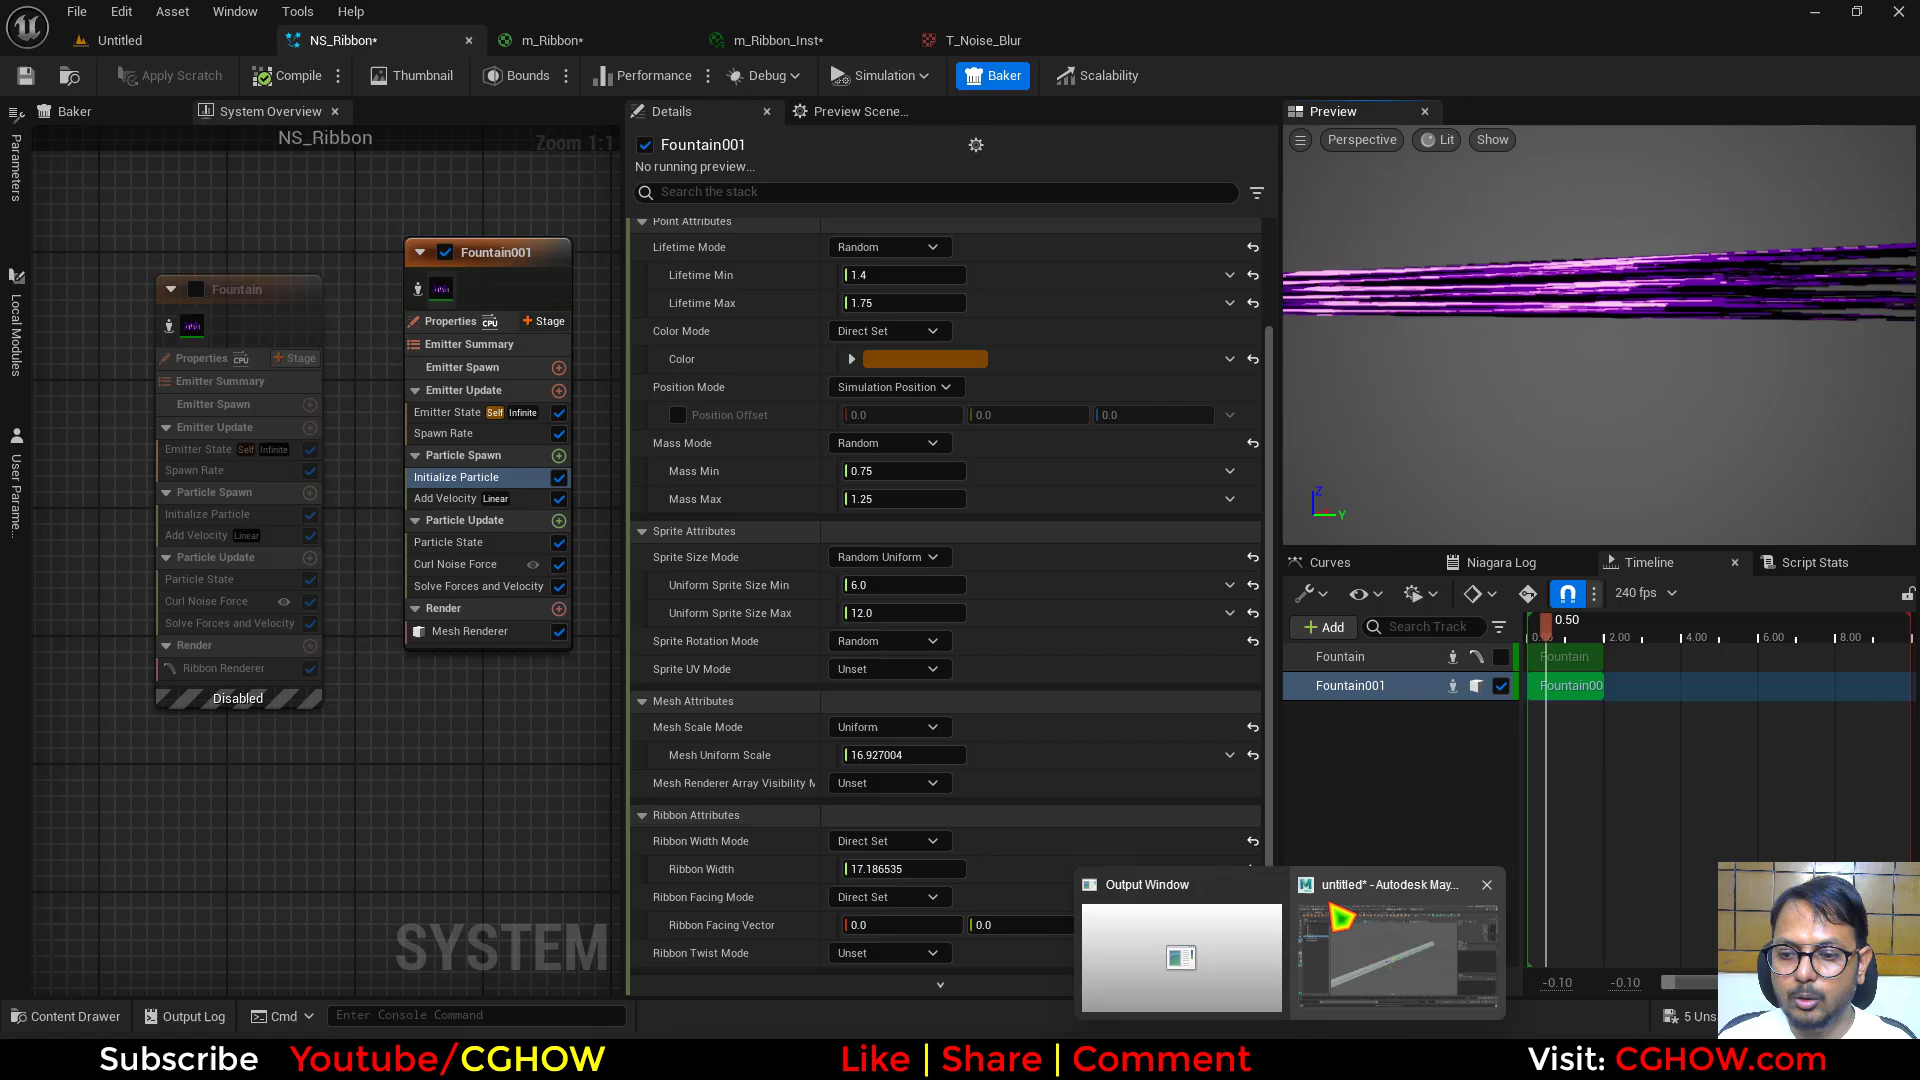 File Edit Asset Window Tools Help
Untitled NS_Ribbon* m_Ribbon* m_Ribbon_Inst* T_Noise_Blur
Apply Scratch Compile Thumbnail Bounds Performance Debug Simulation Baker Scalability
Baker System Overview Details Preview Scene... Preview
NS_Ribbon Zoom 1:1
Parameters
Local Modules
User Parame...
Fountain
Properties CPU Stage
Emitter Summary
Emitter Spawn
Emitter Update
Emitter State Self Infinite
Spawn Rate
Particle Spawn
Initialize Particle
Add Velocity Linear
Particle Update
Particle State
Curl Noise Force
Solve Forces and Velocity
Render
Ribbon Renderer
Disabled
Fountain001
Properties CPU Stage
Emitter Summary
Emitter Spawn
Emitter Update
Emitter State Self Infinite
Spawn Rate
Particle Spawn
Initialize Particle
Add Velocity Linear
Particle Update
Particle State
Curl Noise Force
Solve Forces and Velocity
Render
Mesh Renderer
SYSTEM
Fountain001
No running preview...
Search the stack
Point Attributes
Lifetime Mode Random
Lifetime Min 1.4
Lifetime Max 1.75
Color Mode Direct Set
Color
Position Mode Simulation Position
Position Offset 0.0 0.0 0.0
Mass Mode Random
Mass Min 0.75
Mass Max 1.25
Sprite Attributes
Sprite Size Mode Random Uniform
Uniform Sprite Size Min 6.0
Uniform Sprite Size Max 12.0
Sprite Rotation Mode Random
Sprite UV Mode Unset
Mesh Attributes
Mesh Scale Mode Uniform
Mesh Uniform Scale 16.927004
Mesh Renderer Array Visibility M Unset
Ribbon Attributes
Ribbon Width Mode Direct Set
Ribbon Width 17.186535
Ribbon Facing Mode Direct Set
Ribbon Facing Vector 0.0 0.0
Ribbon Twist Mode Unset
Perspective Lit Show
Z
Y
Curves Niagara Log Timeline Script Stats
240 fps
Add Search Track 0.50
2.00 4.00 6.00 8.00
Fountain Fountain
Fountain001 Fountain00
-0.10 -0.10
Output Window untitled* - Autodesk May...
Content Drawer Output Log Cmd Enter Console Command 5 Uns
Subscribe Youtube/CGHOW Like | Share | Comment Visit: CGHOW.com